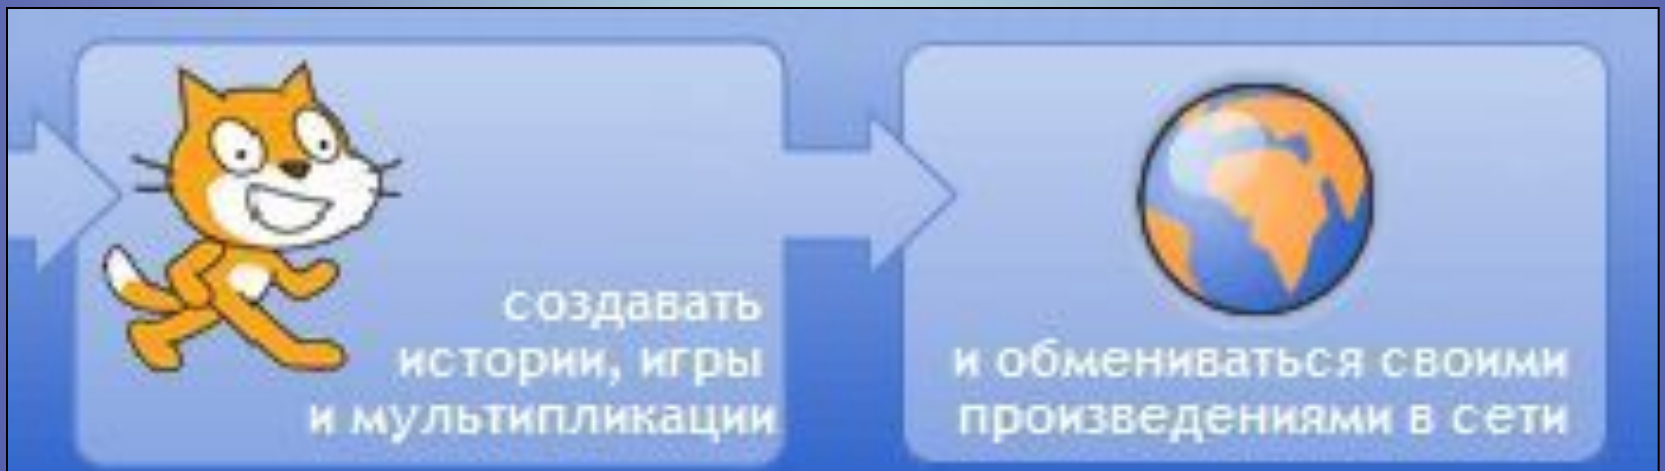 создавать
истории, игры
и мультипликации
и обмениваться своими
произведениями в сети